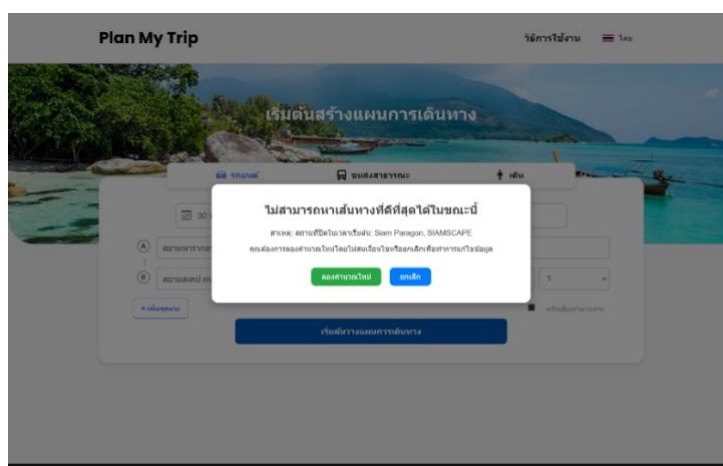 Plan My Trip
วิธีการใช้งาน
ไทย
เริ่มต้นสร้างแผนการเดินทาง
รถยนต์
ขนส่งสาธารณะ
เดิน
30
ไม่สามารถหาเส้นทางที่ดีที่สุดได้ในขณะนี้
สาเหตุ: สถานที่ปิดในเวลาเริ่มต้น: Siam Paragon, SIAMSCAPE
คุณต้องการลองคำนวณใหม่โดยไม่สนเงื่อนไขหรือยกเลิกเพื่อทำการแก้ไขข้อมูล
ลองคำนวณใหม่
ยกเลิก
A
B
1
+ เพิ่มจุดหมาย
เริ่มต้นวางแผนการเดินทาง